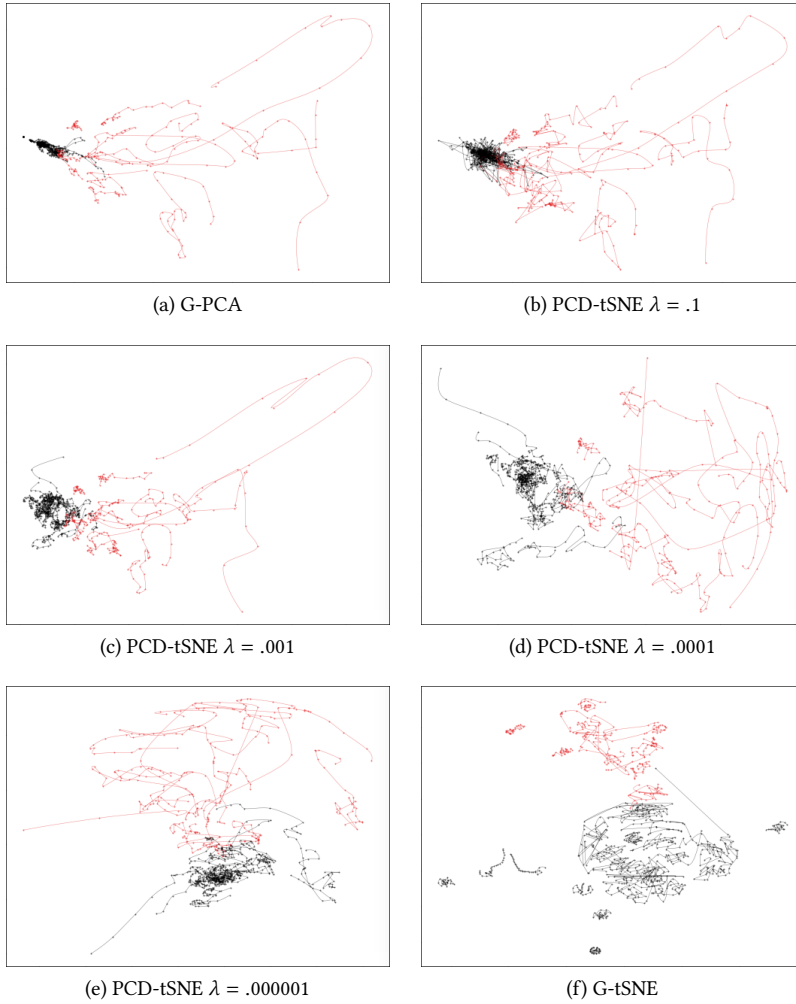 (a) G-PCA
(b) PCD-tSNE λ = .1
(c) PCD-tSNE λ = .001
(d) PCD-tSNE λ = .0001
(e) PCD-tSNE λ = .000001
(f) G-tSNE